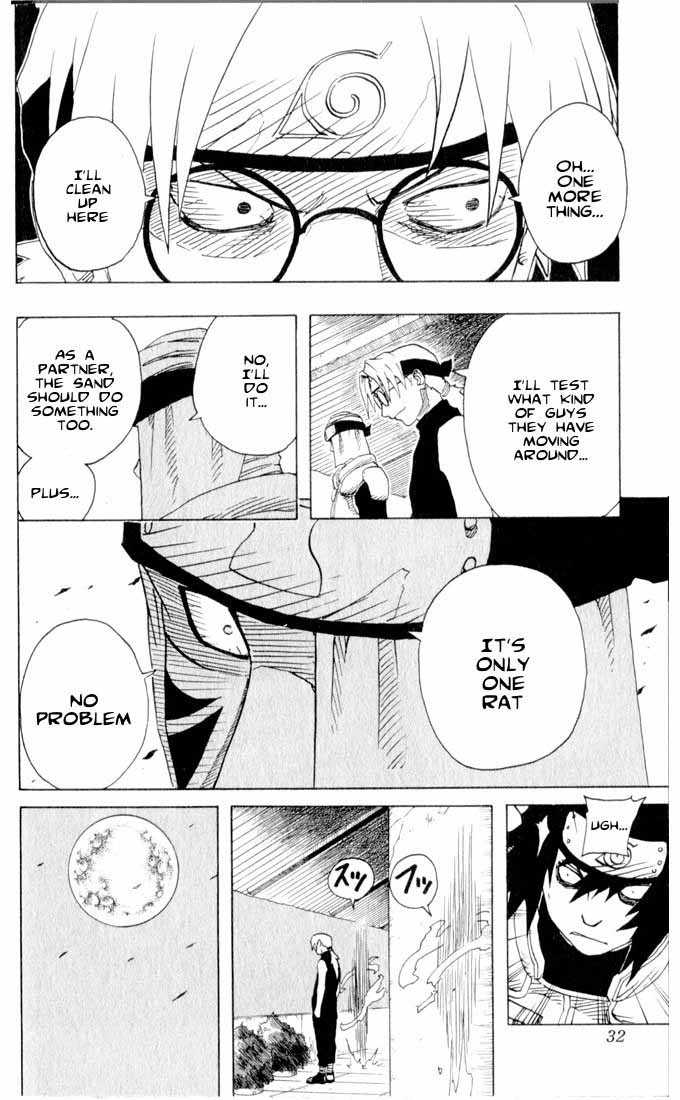 OH...
ONE
MORE
THING...
I'LL
CLEAN
UP
HERE
I'LL TEST
WHAT KIND
OF GUYS
THEY HAVE
MOVING
AROUND...
NO,
I'LL
DO
IT...
AS A
PARTNER,
THE SAND
SHOULD DO
SOMETHING
TOO.
PLUS...
IT'S
ONLY
ONE
RAT
NO
PROBLEM
UGH...
フッ
スッ
32